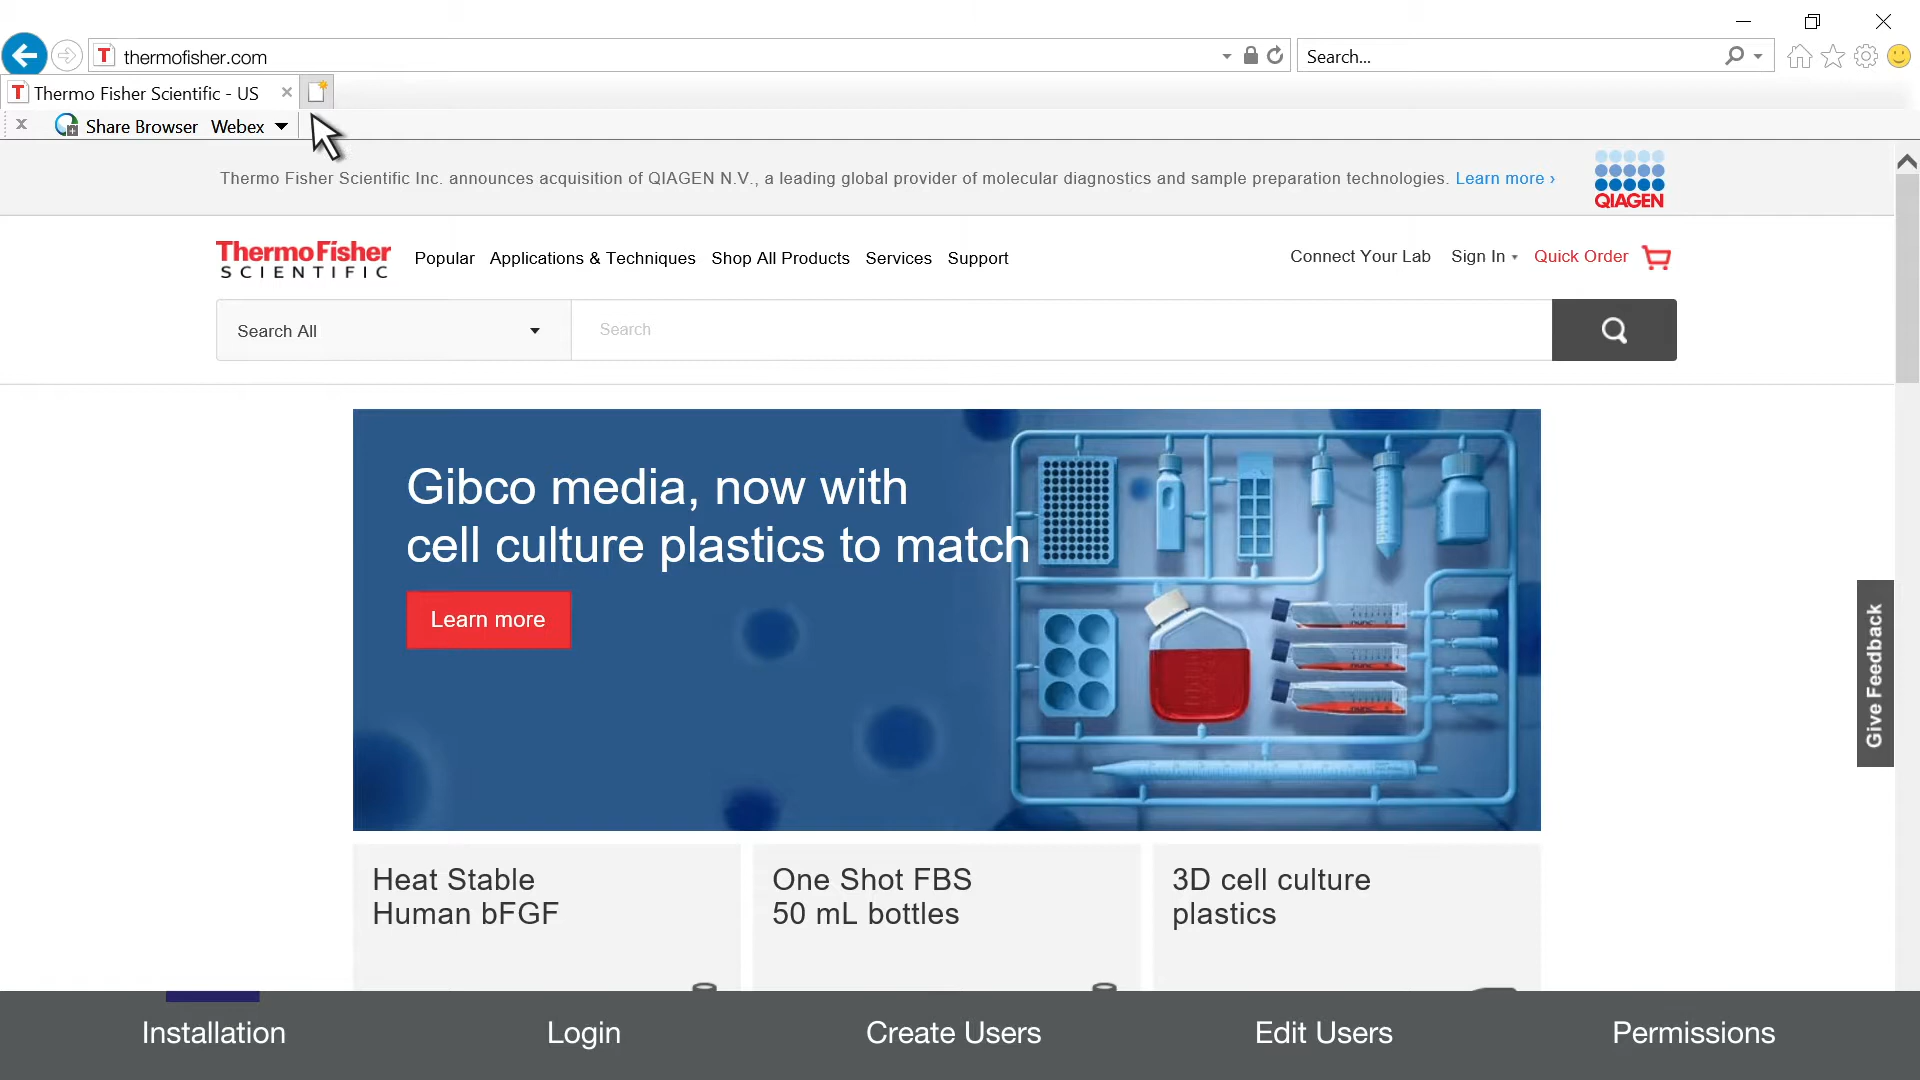 thermofisher.com
Search...
Thermo Fisher Scientific - US
Share Browser Webex
Thermo Fisher Scientific Inc. announces acquisition of QIAGEN N.V., a leading global provider of molecular diagnostics and sample preparation technologies. Learn more ›
QIAGEN
ThermoFisher
SCIENTIFIC
Popular Applications & Techniques Shop All Products Services Support
Connect Your Lab Sign In Quick Order
Search All
Search
Gibco media, now with
cell culture plastics to match
Learn more
Give Feedback
Heat Stable
Human bFGF
One Shot FBS
50 mL bottles
3D cell culture
plastics
Installation Login Create Users Edit Users Permissions